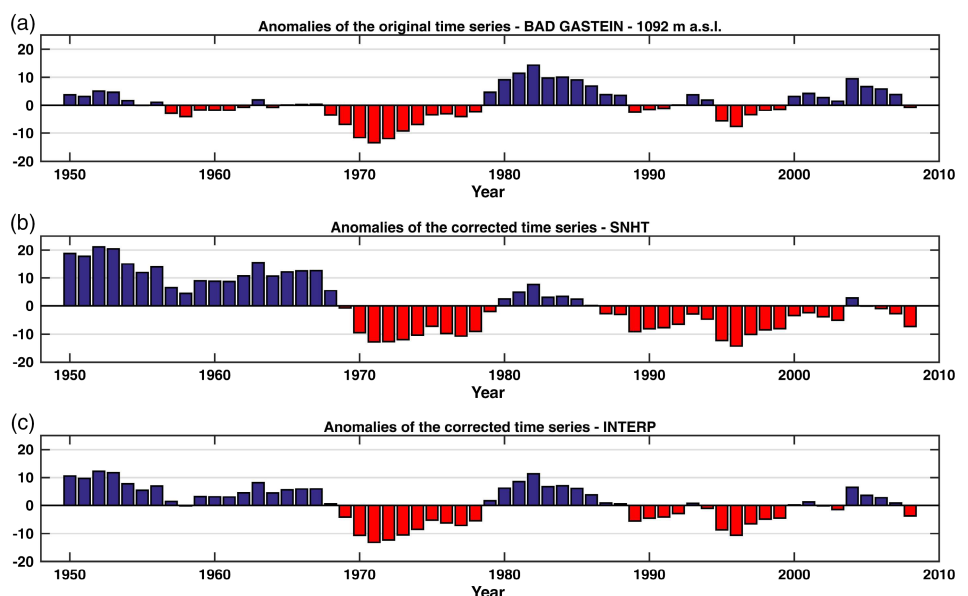 (a)
Anomalies of the original time series - BAD GASTEIN - 1092 m a.s.l.
20
10
0
-10
-20
1950 1960 1970 1980 1990 2000 2010
Year
(b)
Anomalies of the corrected time series - SNHT
20
10
0
-10
-20
1950 1960 1970 1980 1990 2000 2010
Year
(c)
Anomalies of the corrected time series - INTERP
20
10
0
-10
-20
1950 1960 1970 1980 1990 2000 2010
Year